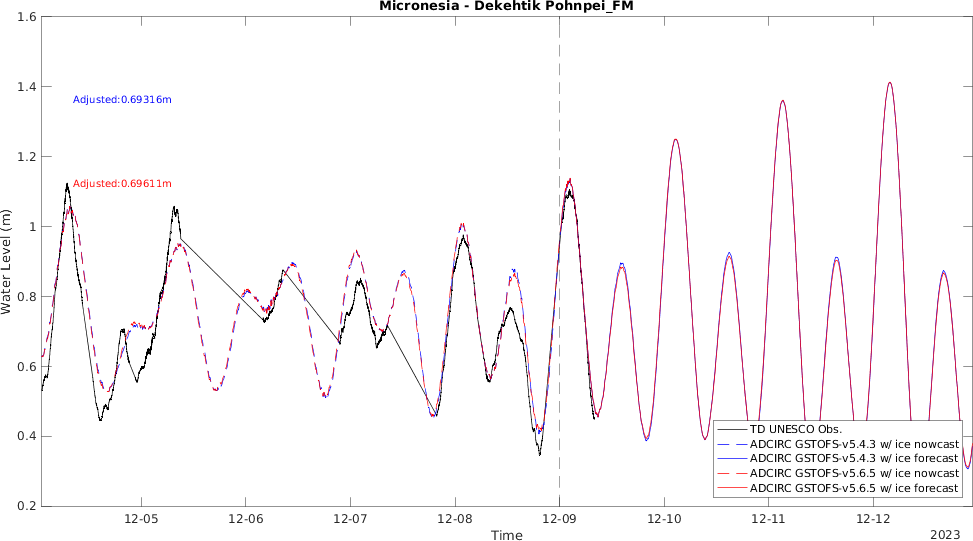 Micronesia - Dekehtik Pohnpei_FM
1.6
1.4
1.2
1
0.8
0.6
0.4
0.2
Water Level (m)
Adjusted:0.69316m
Adjusted:0.69611m
TD UNESCO Obs.
ADCIRC GSTOFS-v5.4.3 w/ ice nowcast
ADCIRC GSTOFS-v5.4.3 w/ ice forecast
ADCIRC GSTOFS-v5.6.5 w/ ice nowcast
ADCIRC GSTOFS-v5.6.5 w/ ice forecast
12-05 12-06 12-07 12-08 12-09 12-10 12-11 12-12
Time
2023